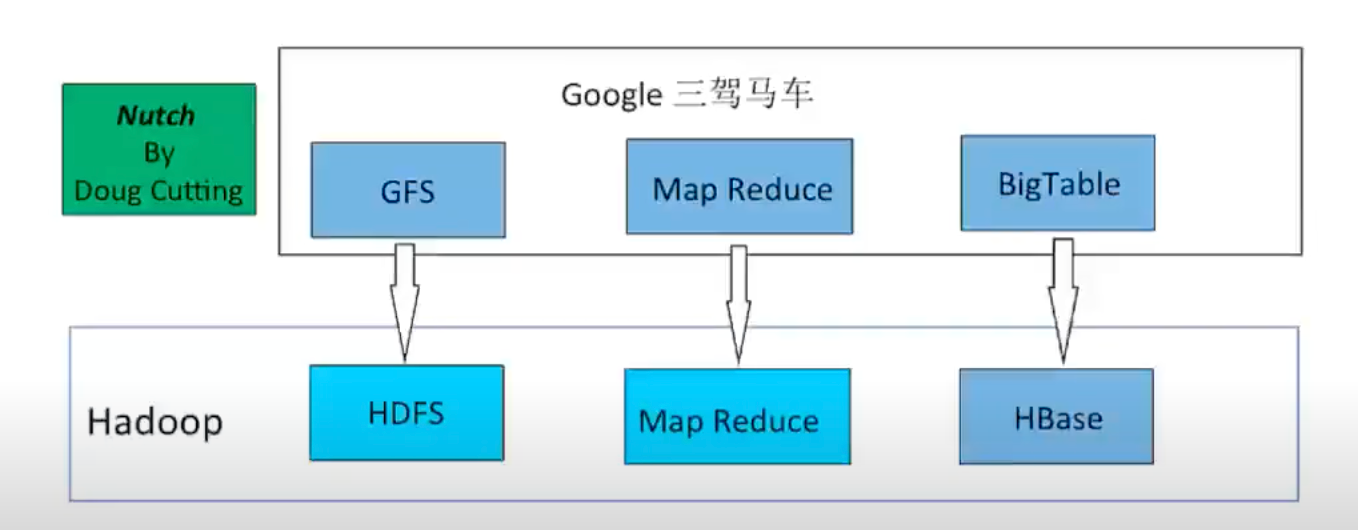 Nutch
By
Doug Cutting
Google 三驾马车
GFS
Map Reduce
BigTable
Hadoop
HDFS
Map Reduce
HBase